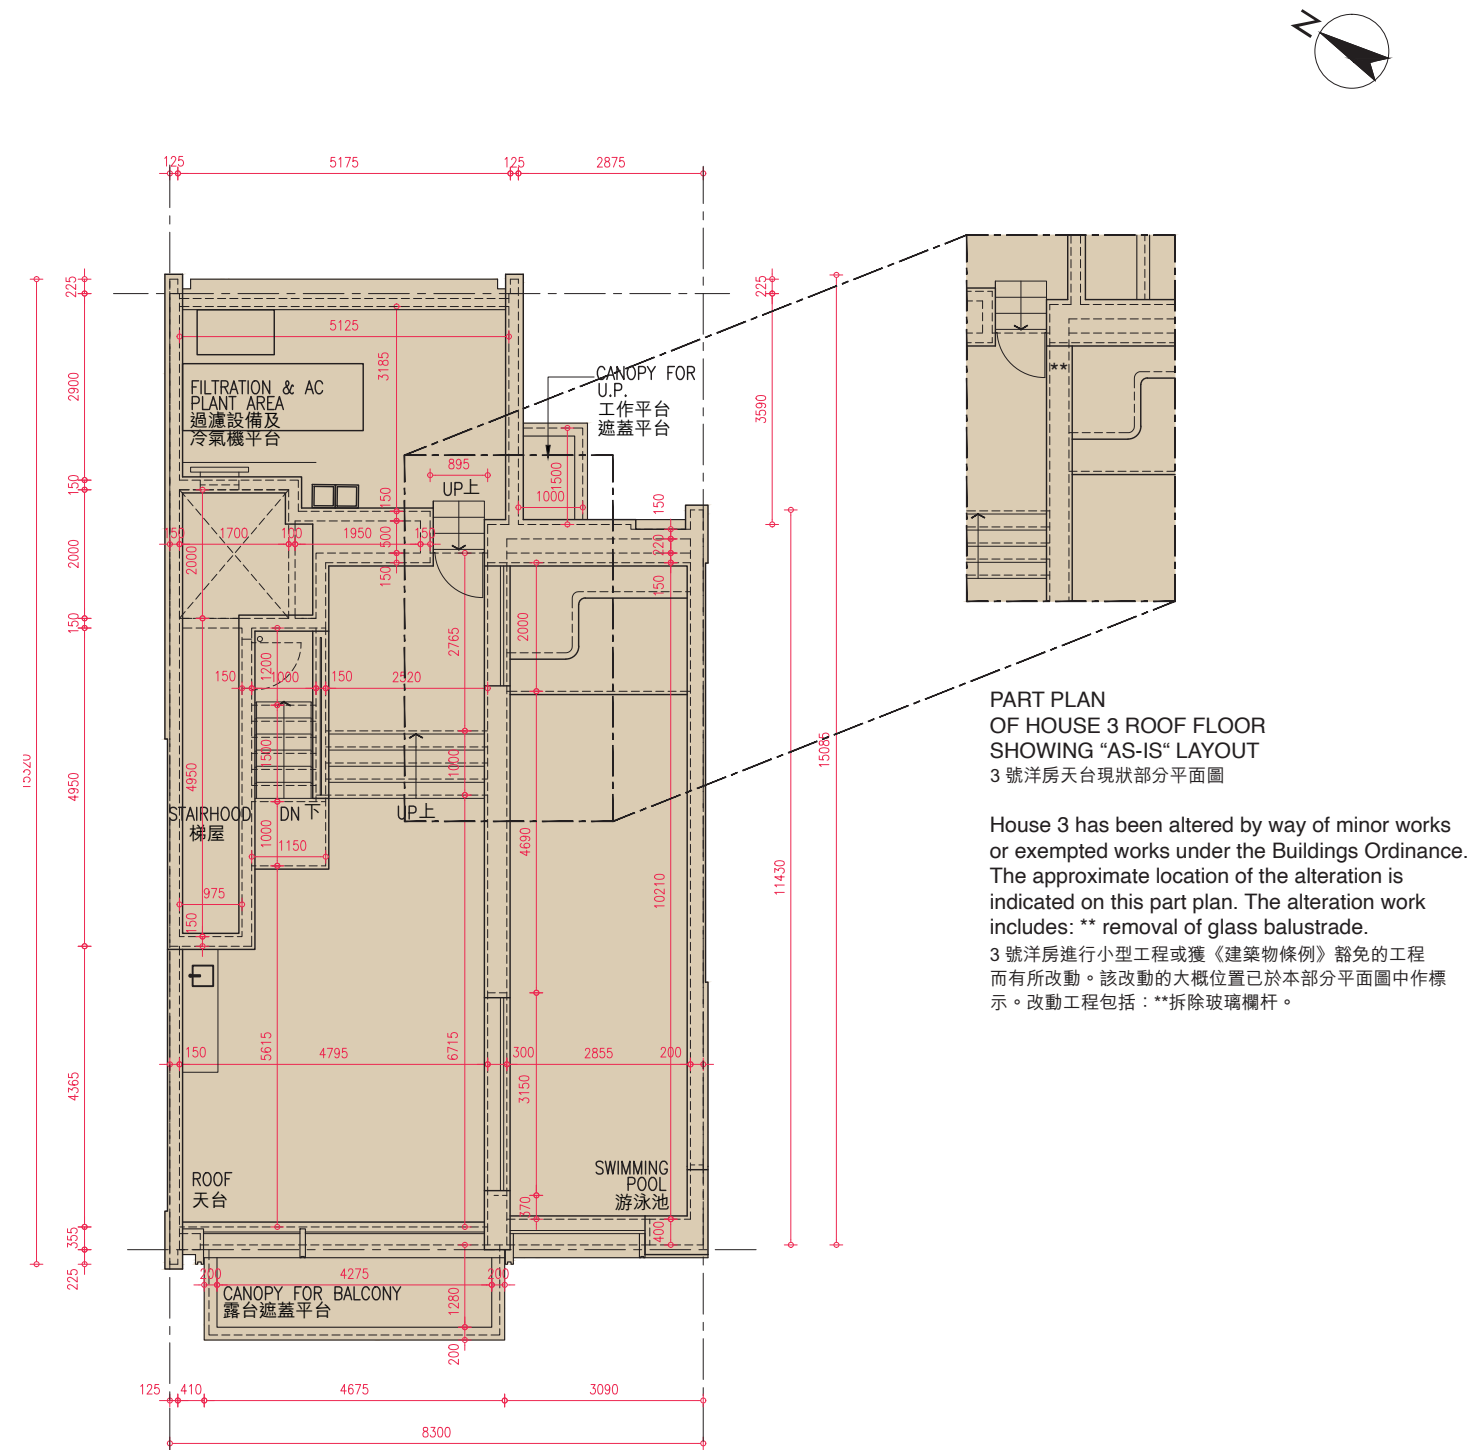 N
125
5175
125
2875
225
225
5125
3185
2900
3590
FILTRATION & AC
PLANT AREA
過濾設備及
冷氣機平台
CANOPY FOR
U.P.
工作平台
遮蓋平台
**
895
UP上
1500
1000
150
150
150
150
1700
100
1950
150
500
220
2000
2000
150
150
150
2000
2765
1200
150
1000
150
2520
4950
4950
1500
1000
STAIRHOOD
梯屋
DN 下
UP上
1000
1150
4690
975
150
10210
15320
15085
11430
PART PLAN
OF HOUSE 3 ROOF FLOOR
SHOWING “AS-IS“ LAYOUT
3 號洋房天台現狀部分平面圖
House 3 has been altered by way of minor works
or exempted works under the Buildings Ordinance.
The approximate location of the alteration is
indicated on this part plan. The alteration work
includes: ** removal of glass balustrade.
3 號洋房進行小型工程或獲《建築物條例》豁免的工程
而有所改動。該改動的大概位置已於本部分平面圖中作標
示。改動工程包括：**拆除玻璃欄杆。
150
5615
4795
6715
300
2855
200
4365
3150
ROOF
天台
SWIMMING
POOL
游泳池
370
400
355
225
200
4275
200
CANOPY FOR BALCONY
露台遮蓋平台
1280
200
125
410
4675
3090
8300